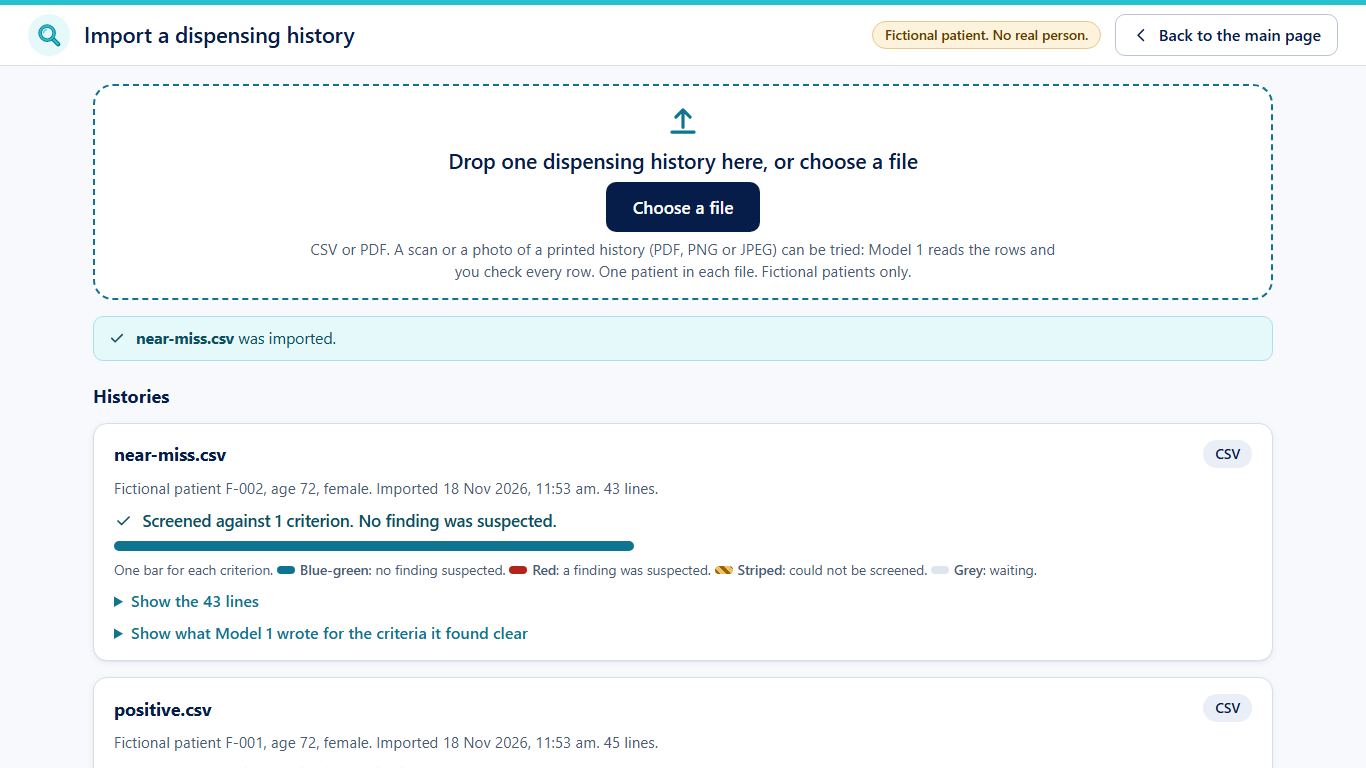 Import a dispensing history
Fictional patient. No real person.
Back to the main page
Drop one dispensing history here, or choose a file
Choose a file
CSV or PDF. A scan or a photo of a printed history (PDF, PNG or JPEG) can be tried: Model 1 reads the rows and
you check every row. One patient in each file. Fictional patients only.
near-miss.csv was imported.
Histories
near-miss.csv
CSV
Fictional patient F-002, age 72, female. Imported 18 Nov 2026, 11:53 am. 43 lines.
Screened against 1 criterion. No finding was suspected.
One bar for each criterion. Blue-green: no finding suspected. Red: a finding was suspected. Striped: could not be screened. Grey: waiting.
Show the 43 lines
Show what Model 1 wrote for the criteria it found clear
positive.csv
CSV
Fictional patient F-001, age 72, female. Imported 18 Nov 2026, 11:53 am. 45 lines.